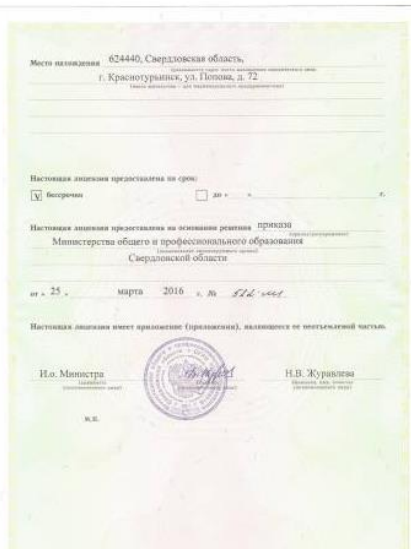 Место нахождения 624440, Свердловская область,
г. Краснотурьинск, ул. Попова, д. 72
Настоящая лицензия предоставлена на срок:
V бессрочно до « » г.
Настоящая лицензия предоставлена на основании решения приказа
Министерства общего и профессионального образования
Свердловской области
от « 25 » марта 2016 г. №
Настоящая лицензия имеет приложение (приложения), являющееся ее неотъемлемой частью.
И.о. Министра Н.В. Журавлева
М.П.